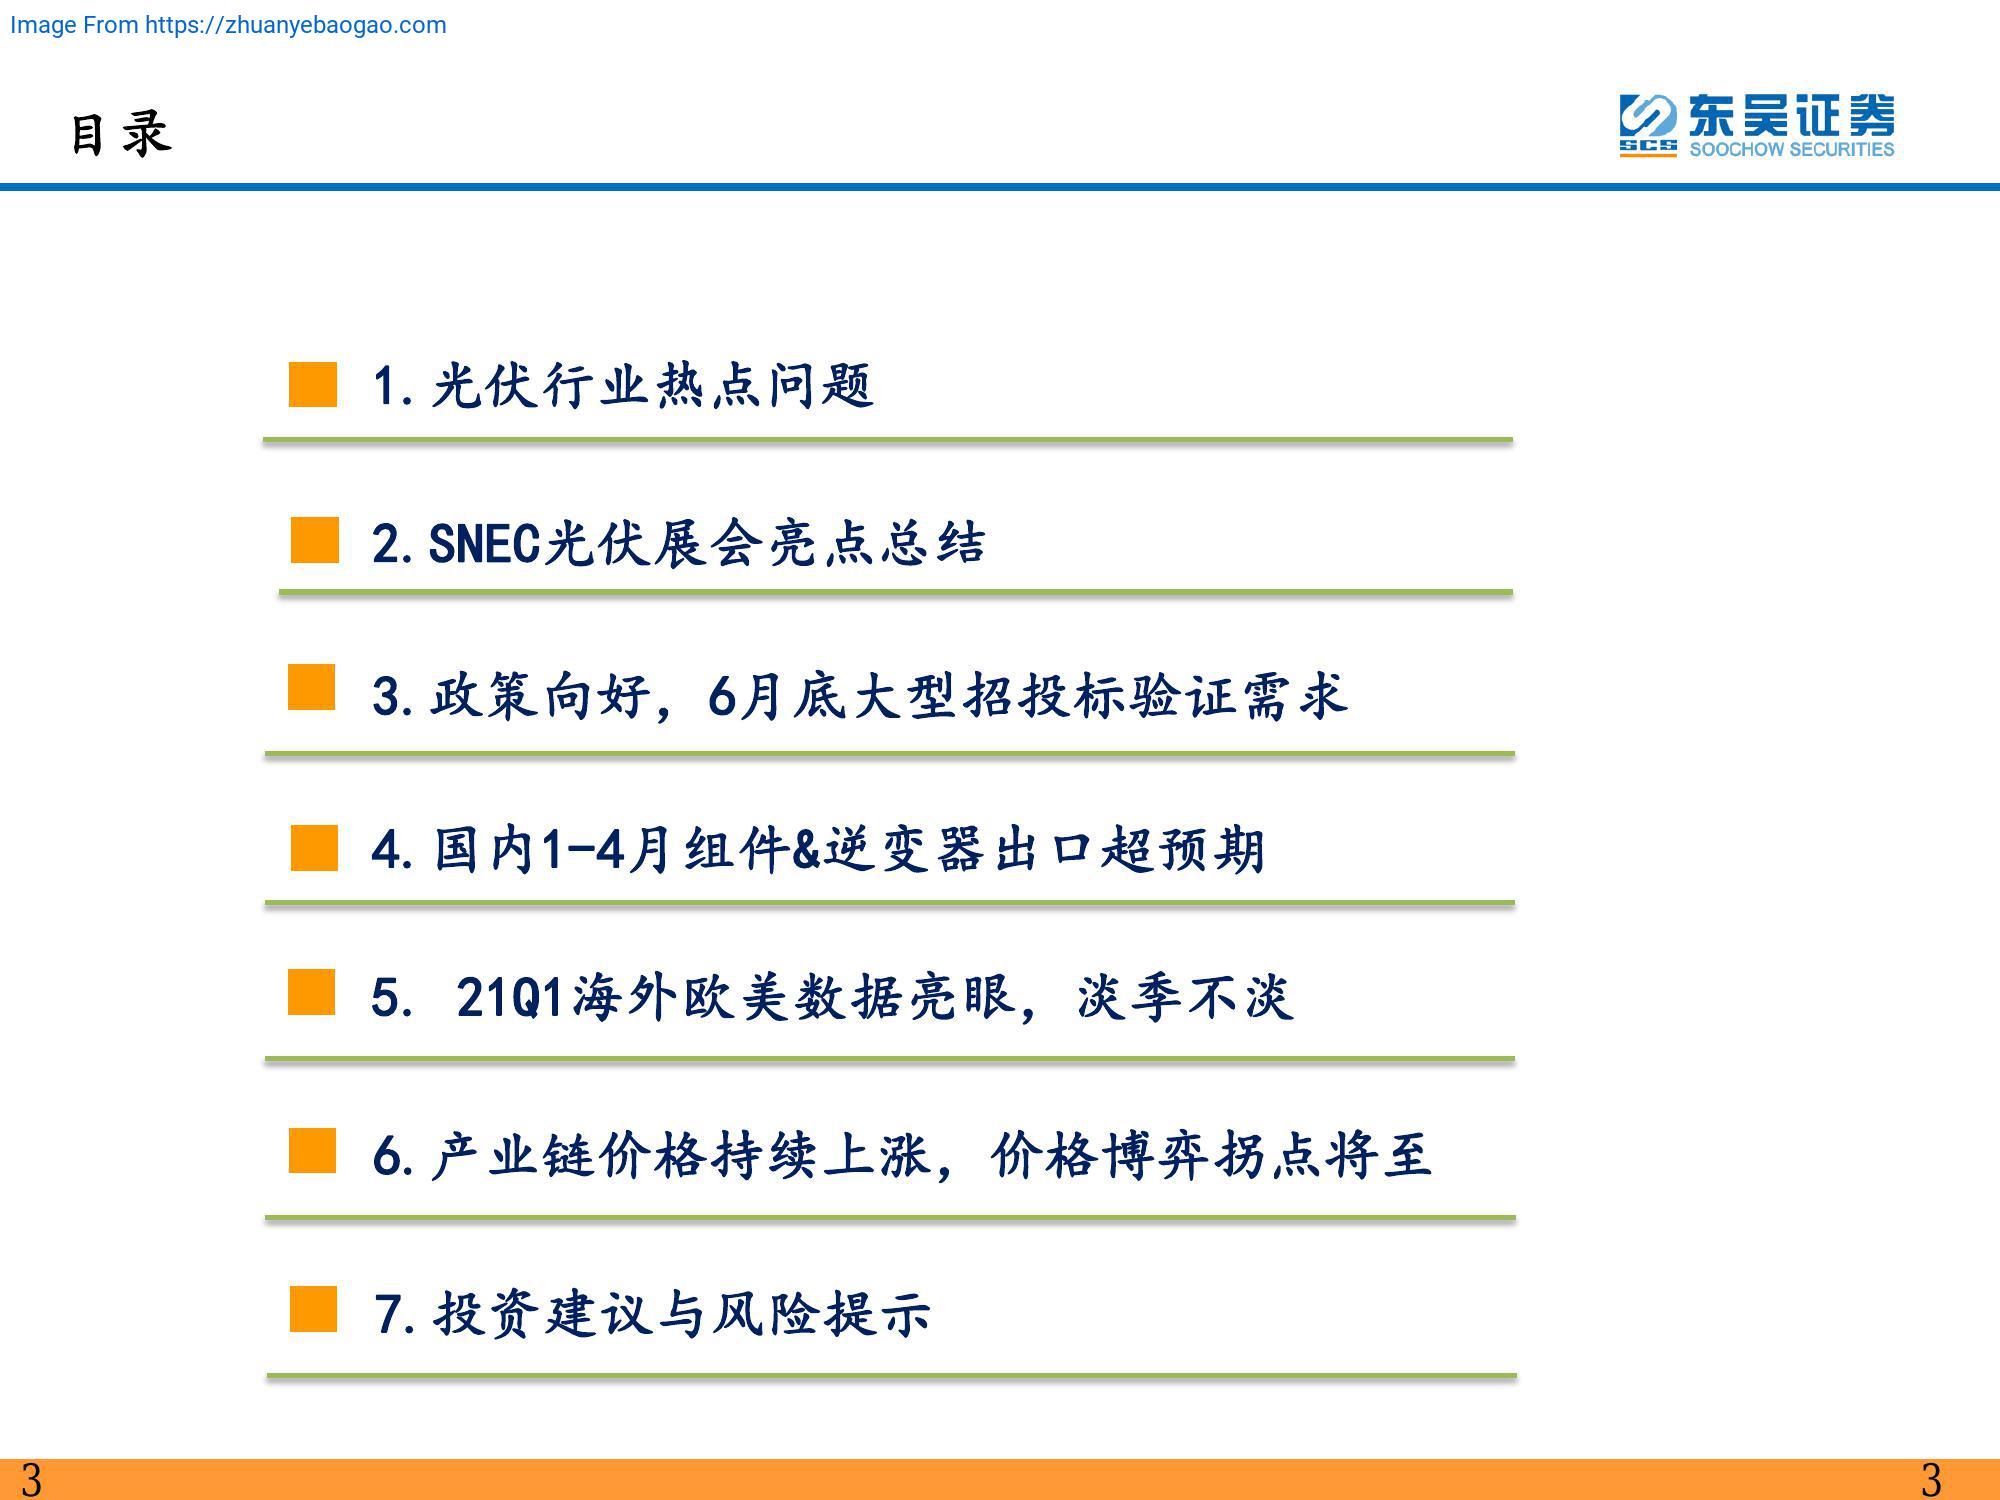 Image From https://zhuanyebaogao.com
目录
东吴证券
SCS
SOOCHOW SECURITIES
1.光伏行业热点问题
2.SNEC光伏展会亮点总结
3.政策向好，6月底大型招投标验证需求
4.国内1-4月组件&逆变器出口超预期
5. 21Q1海外欧美数据亮眼，淡季不淡
6.产业链价格持续上涨，价格博弈拐点将至
7.投资建议与风险提示
3
3